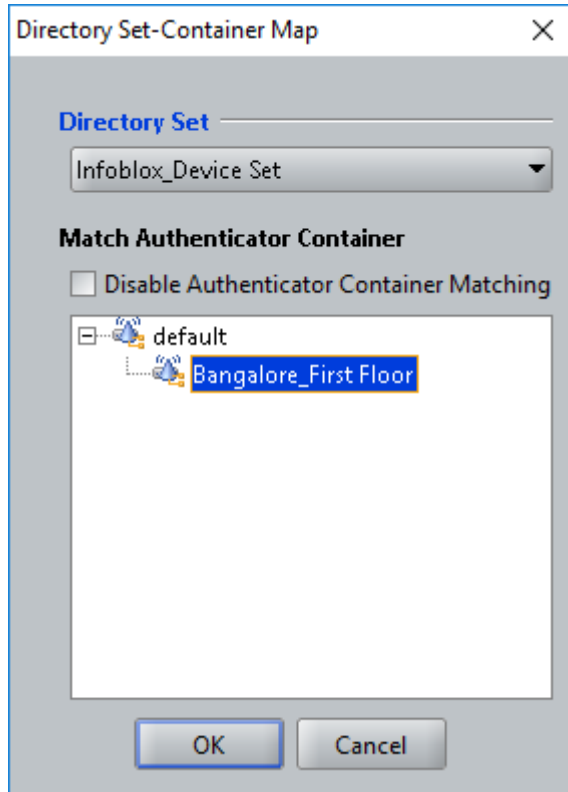 Directory Set-Container Map
Directory Set
Infoblox_Device Set
Match Authenticator Container
Disable Authenticator Container Matching
default
Bangalore_First Floor
OK Cancel